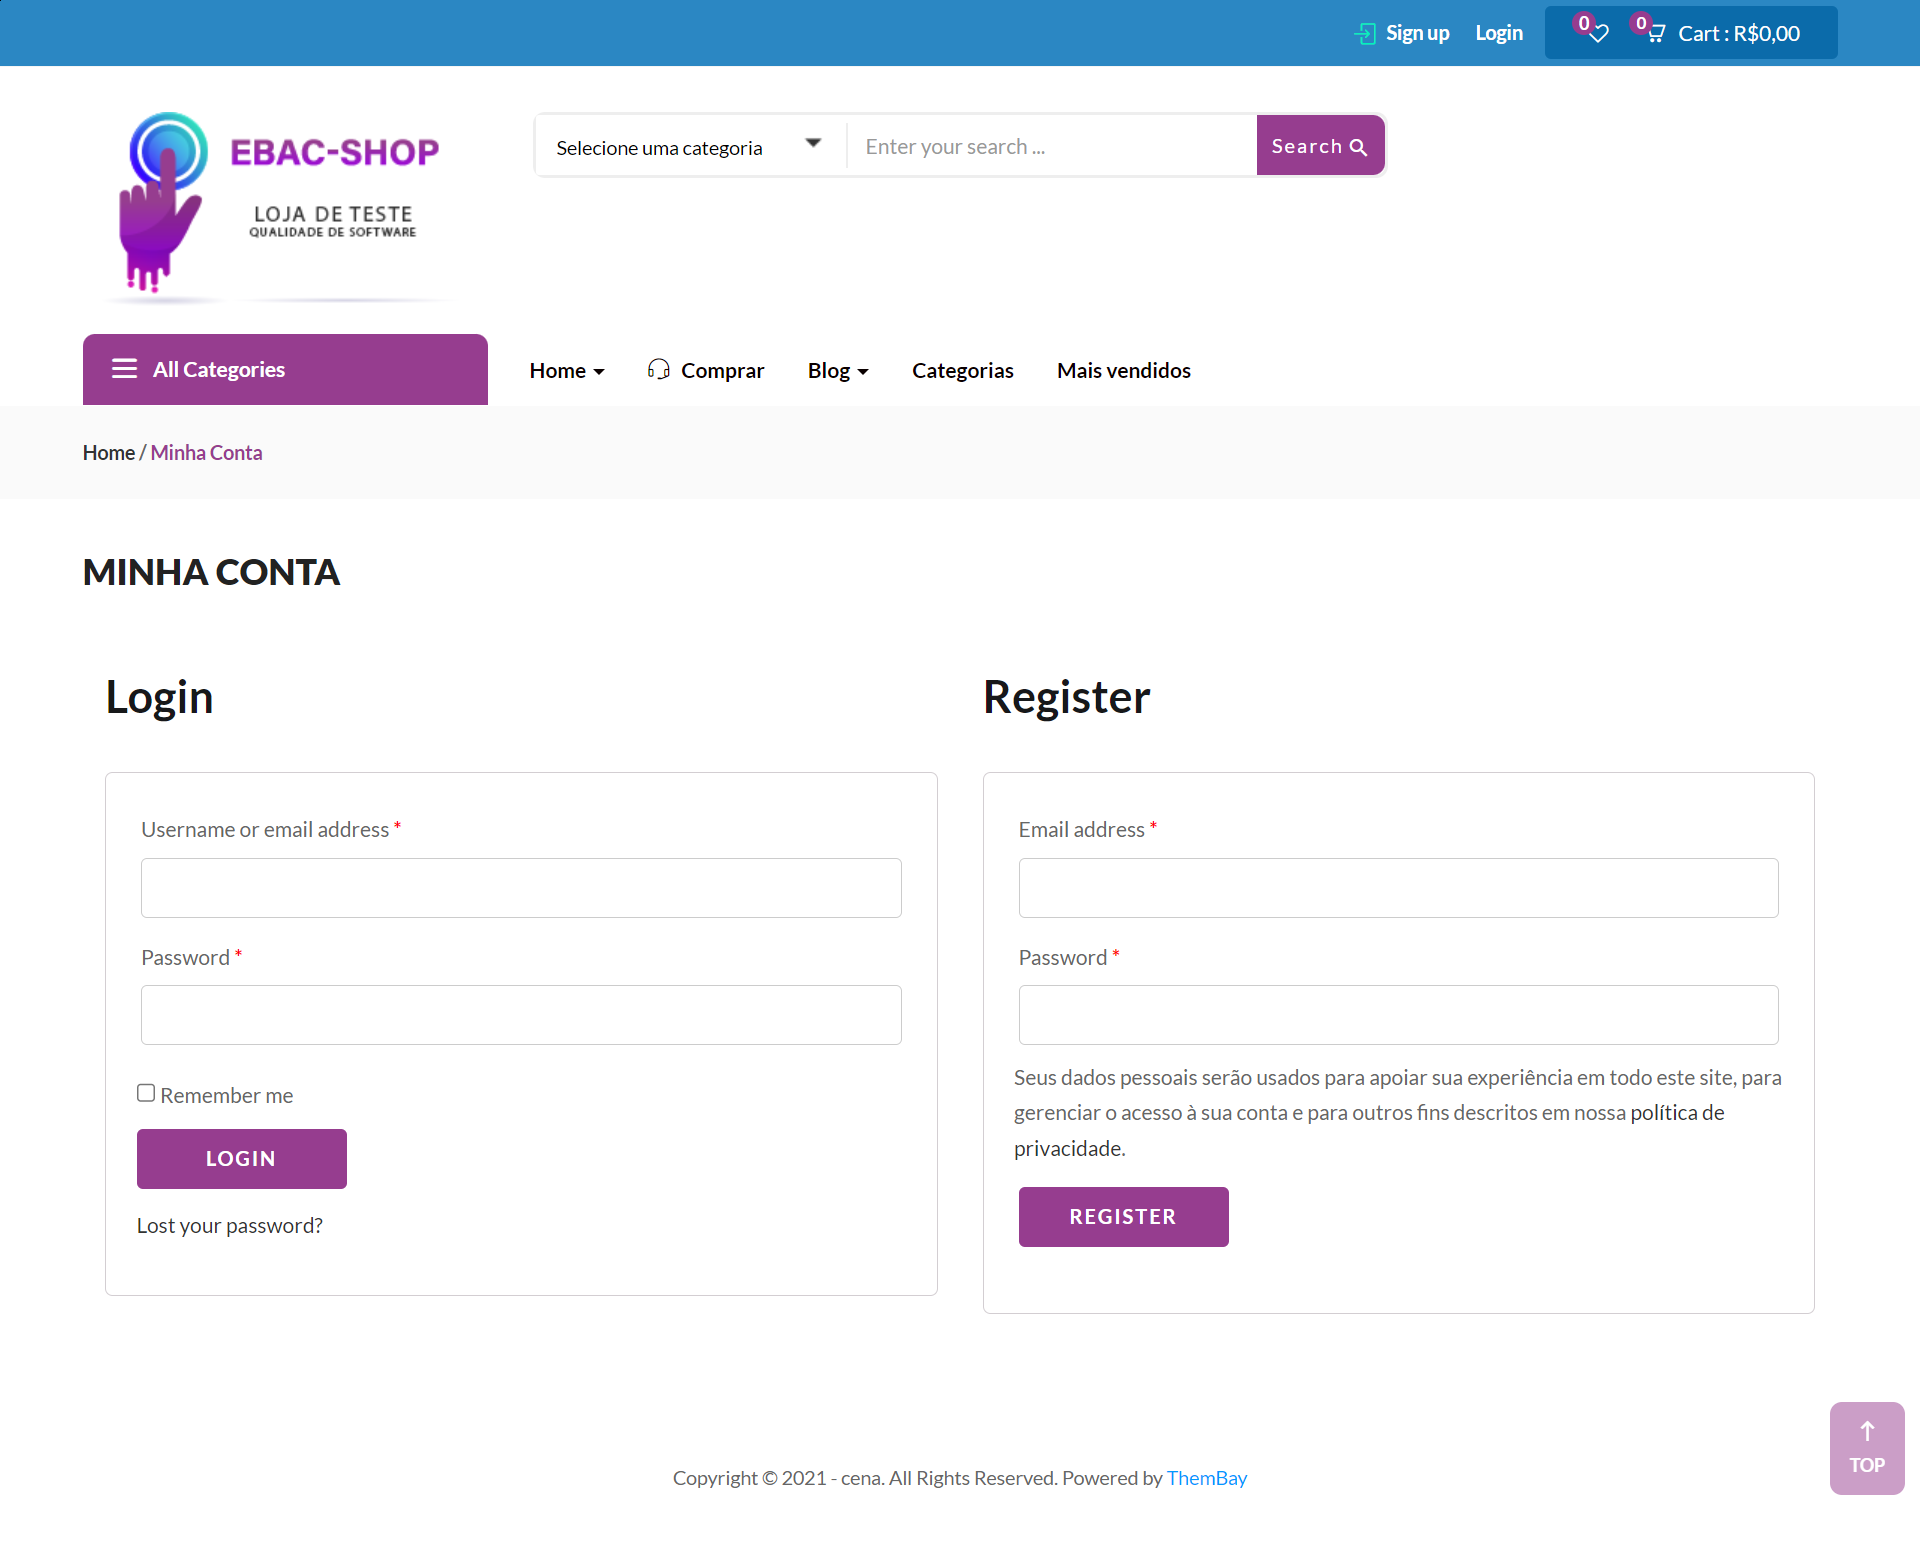 Sign up Login 0 0 Cart : R$0,00
EBAC-SHOP
LOJA DE TESTE
QUALIDADE DE SOFTWARE
Selecione uma categoria Enter your search ... Search
All Categories Home Comprar Blog Categorias Mais vendidos
Home / Minha Conta
MINHA CONTA
Login
Username or email address *
Password *
Remember me
LOGIN
Lost your password?
Register
Email address *
Password *
Seus dados pessoais serão usados para apoiar sua experiência em todo este site, para
gerenciar o acesso à sua conta e para outros fins descritos em nossa política de
privacidade.
REGISTER
TOP
Copyright © 2021 - cena. All Rights Reserved. Powered by ThemBay